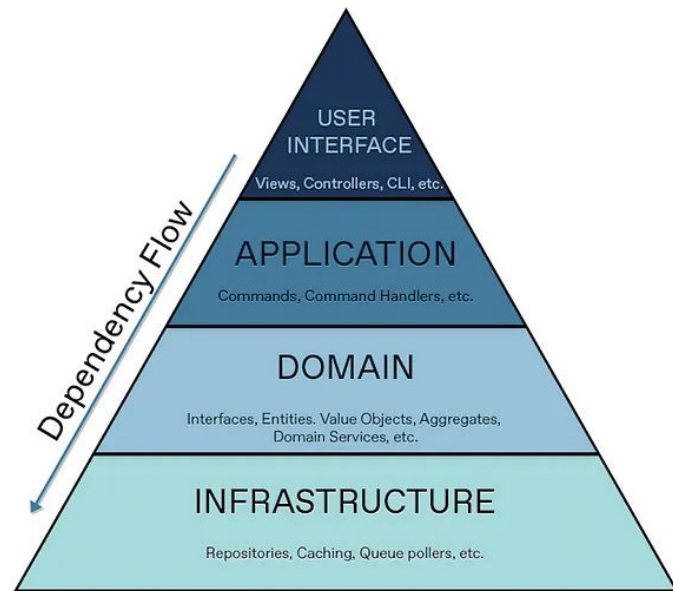 USER
INTERFACE
Views, Controllers, CLI, etc.
Dependency Flow
APPLICATION
Commands, Command Handlers, etc.
DOMAIN
Interfaces, Entities. Value Objects, Aggregates,
Domain Services, etc.
INFRASTRUCTURE
Repositories, Caching, Queue pollers, etc.